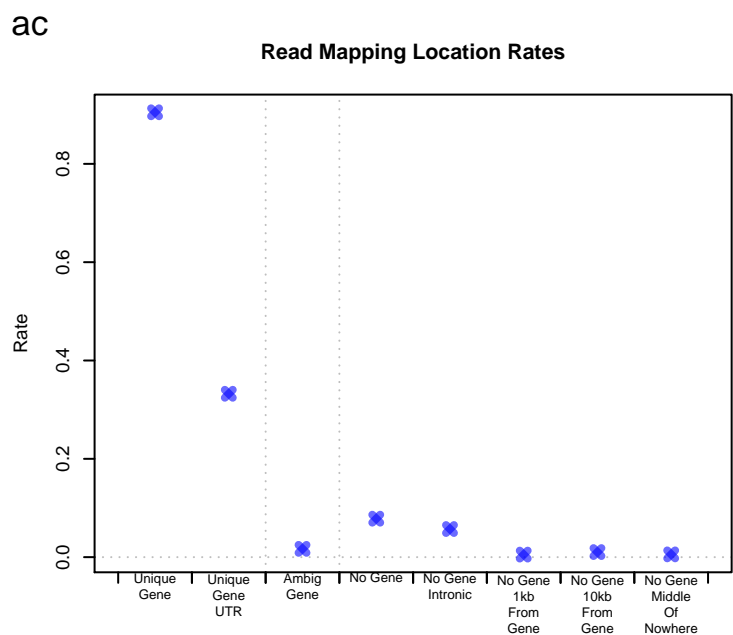 ac
Read Mapping Location Rates
Rate
0.8
0.6
0.4
0.2
0.0
Unique
Gene
Unique
Gene
UTR
Ambig
Gene
No Gene
No Gene
Intronic
No Gene
1kb
From
Gene
No Gene
10kb
From
Gene
No Gene
Middle
Of
Nowhere